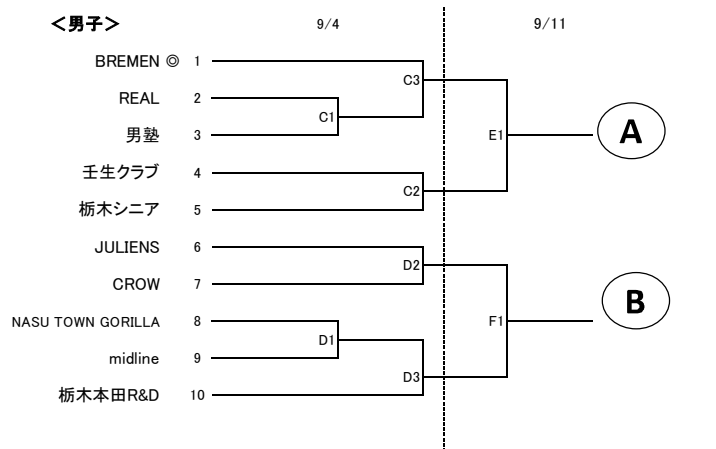 ＜男子＞ 9/4 9/11
BREMEN ◎ 1
C3
REAL 2
C1
男塾 3
E1
A
壬生クラブ 4
C2
栃木シニア 5
JULIENS 6
D2
CROW 7
B
NASU TOWN GORILLA 8
F1
D1
midline 9
D3
栃木本田R&D 10